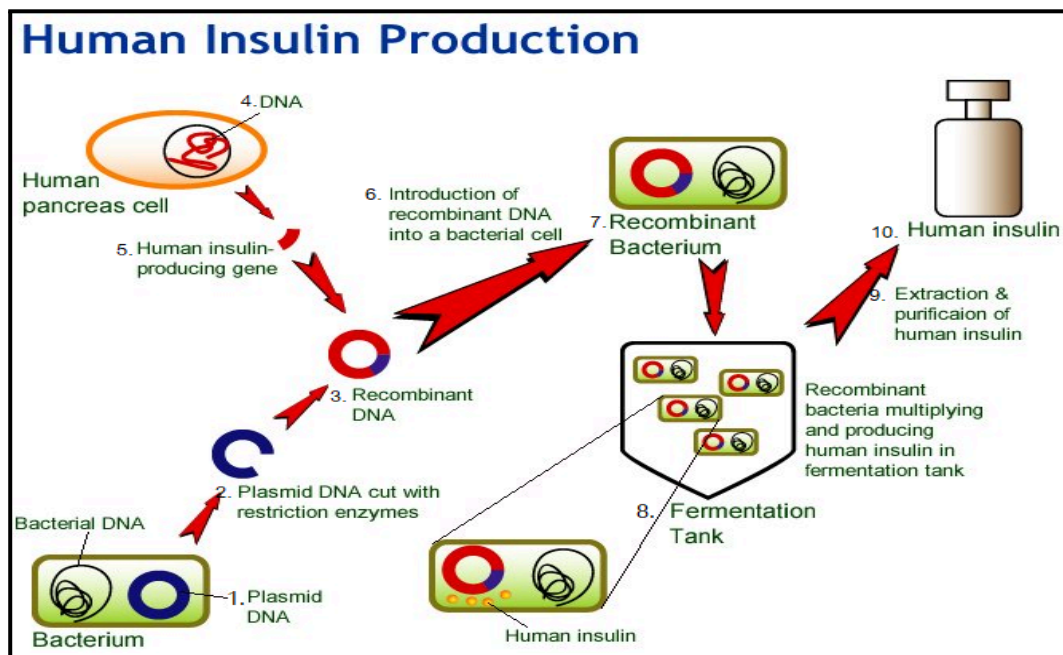 Human Insulin Production
4. DNA
Human
pancreas cell
5. Human insulin-
producing gene
6. Introduction of
recombinant DNA
into a bacterial cell
7. Recombinant
Bacterium
10. Human insulin
9. Extraction &
purificaion of
human insulin
3. Recombinant
DNA
2. Plasmid DNA cut with
restriction enzymes
Recombinant
bacteria multiplying
and producing
human insulin in
fermentation tank
8. Fermentation
Tank
Bacterial DNA
1. Plasmid
DNA
Bacterium
Human insulin